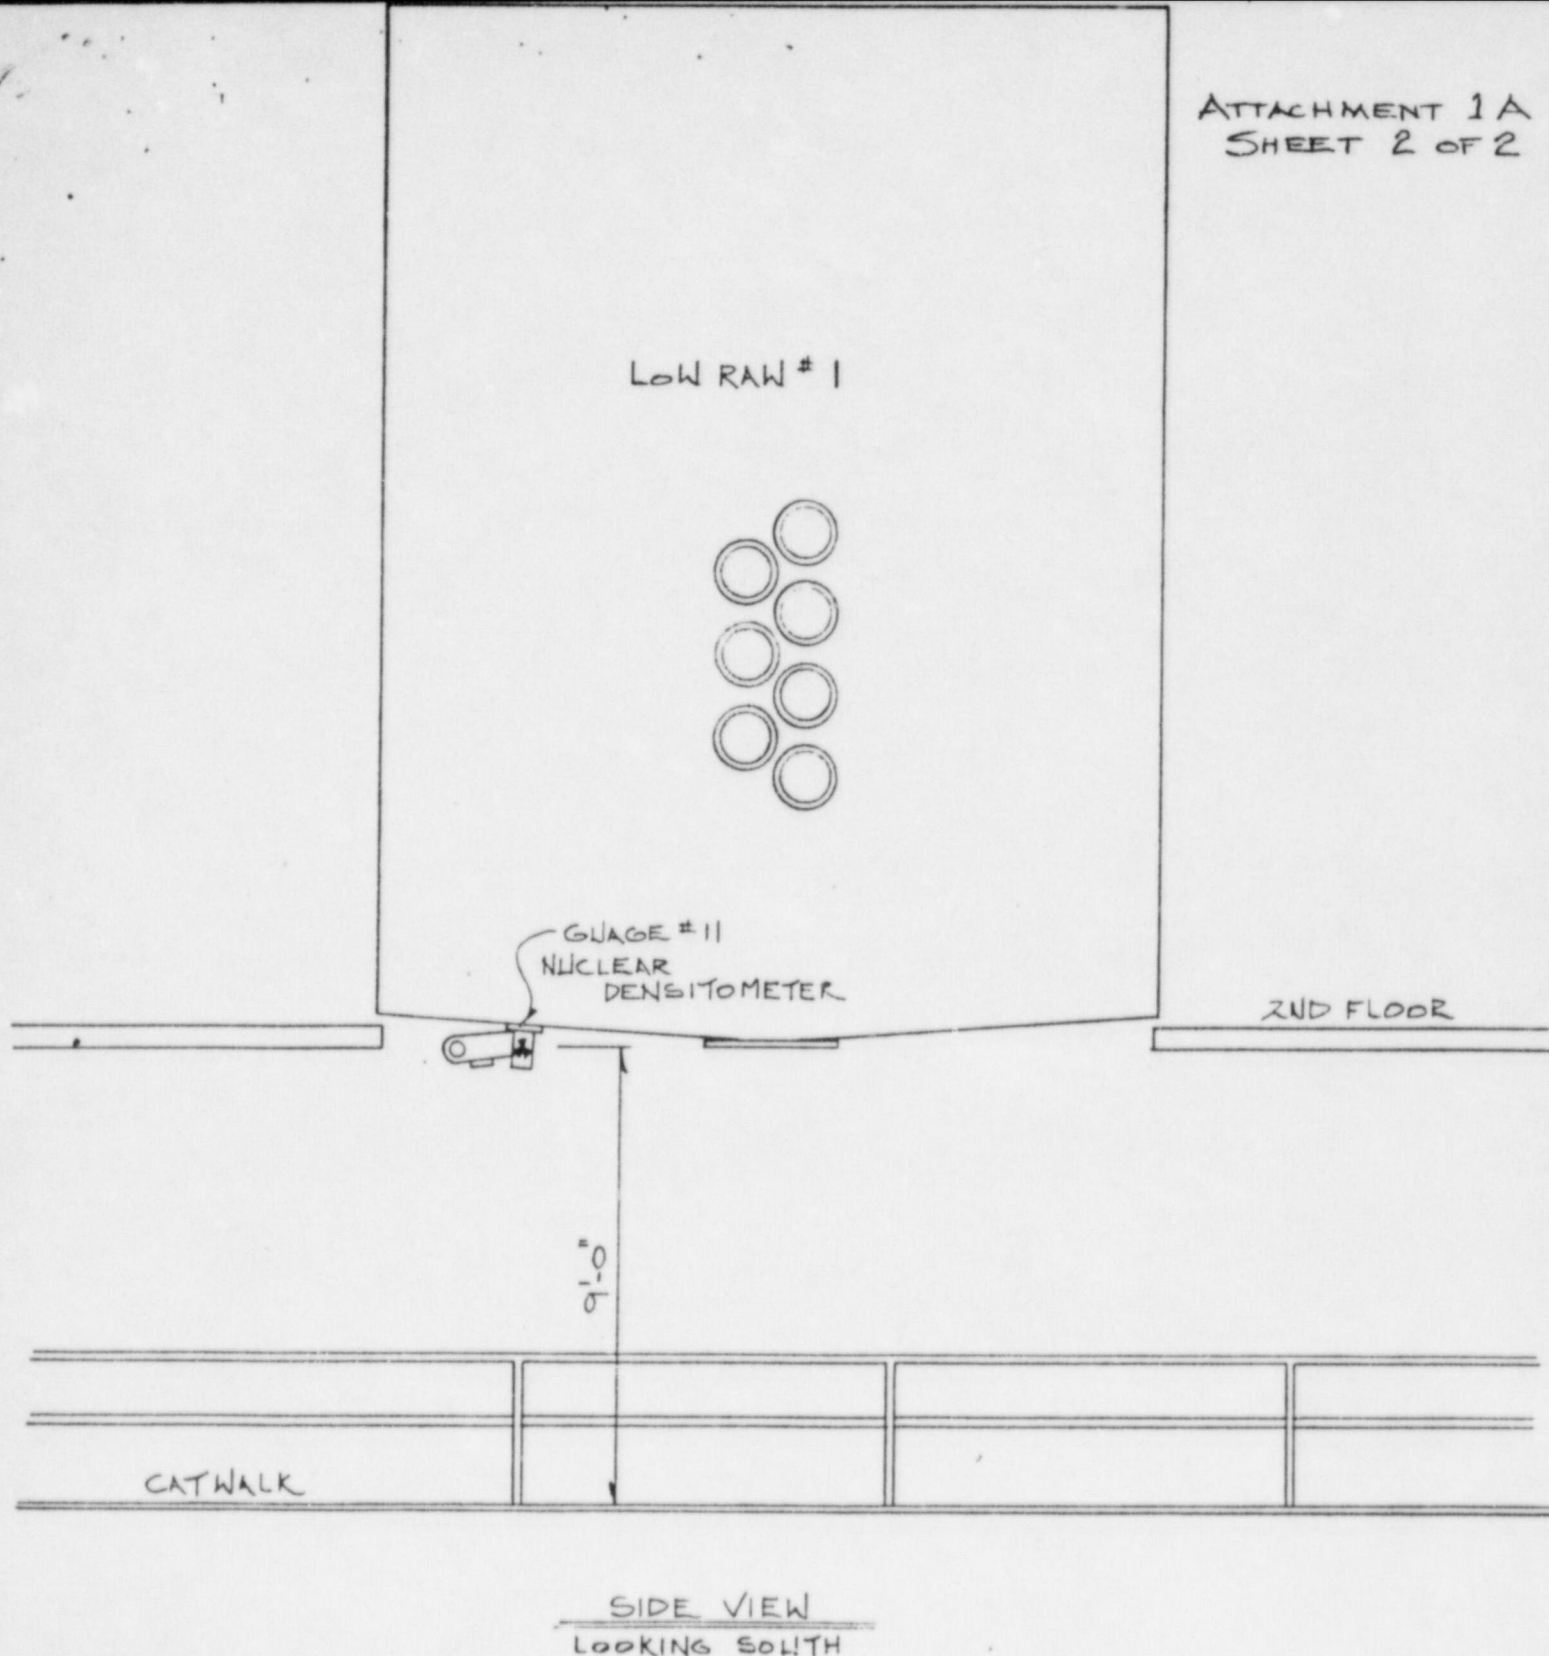 ATTACHMENT 1A
SHEET 2 OF 2
LOW RAW # 1
GUAGE # 11
NUCLEAR
DENSITOMETER
2ND FLOOR
9'-0"
CATWALK
SIDE VIEW
LOOKING SOUTH